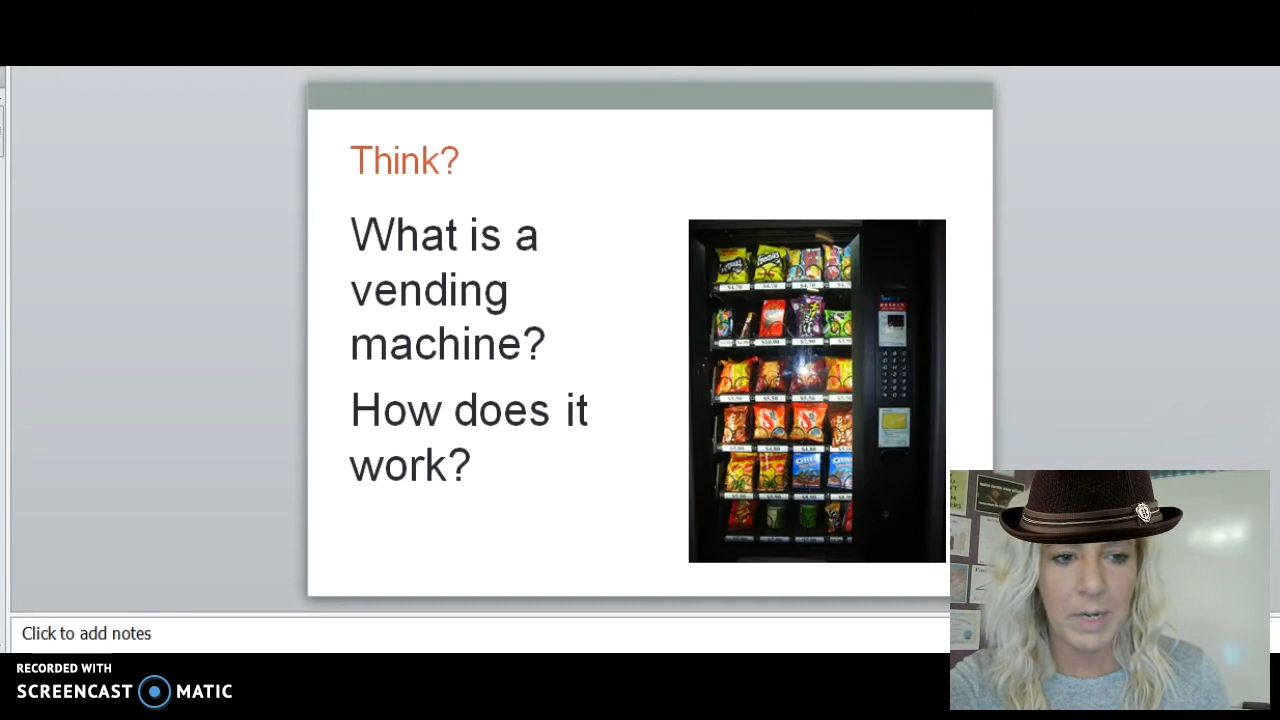 Think?
What is a
vending
machine?
How does it
work?
Click to add notes
RECORDED WITH
SCREENCAST MATIC